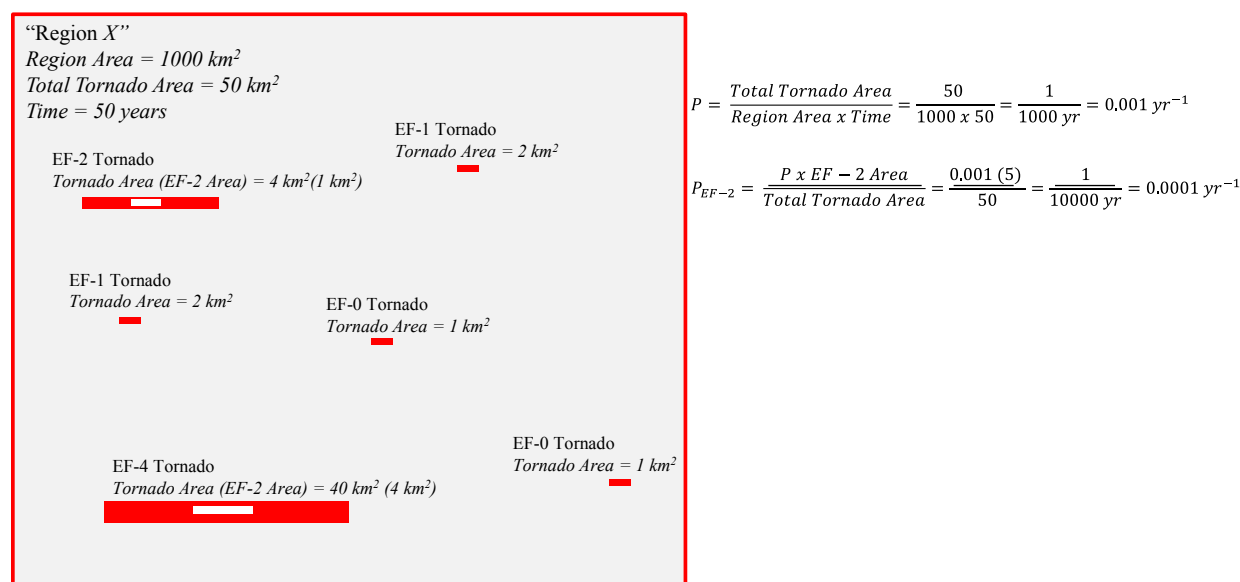 “Region X”
Region Area = 1000 km²
Total Tornado Area = 50 km²
Time = 50 years
EF-1 Tornado
Tornado Area = 2 km²
EF-2 Tornado
Tornado Area (EF-2 Area) = 4 km²(1 km²)
EF-1 Tornado
Tornado Area = 2 km²
EF-0 Tornado
Tornado Area = 1 km²
EF-0 Tornado
Tornado Area = 1 km²
EF-4 Tornado
Tornado Area (EF-2 Area) = 40 km² (4 km²)
P = Total Tornado Area / Region Area x Time = 50 / 1000 x 50 = 1 / 1000 yr = 0.001 yr⁻¹
P_EF−2 = P x EF − 2 Area / Total Tornado Area = 0.001 (5) / 50 = 1 / 10000 yr = 0.0001 yr⁻¹